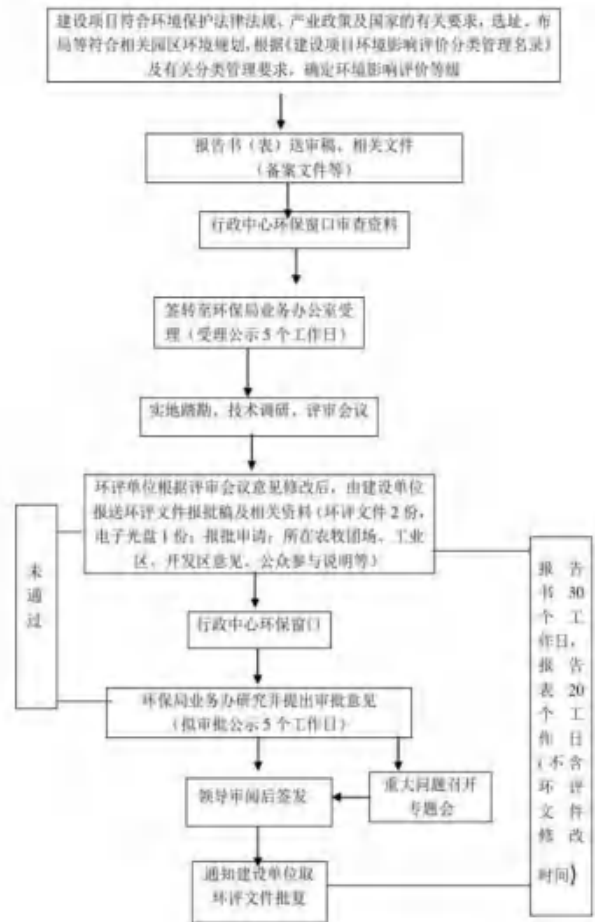 建设项目符合环境保护法律法规、产业政策及国家的有关要求，选址、布
局等符合相关园区环境规划，根据《建设项目环境影响评价分类管理名录》
及有关分类管理要求，确定环境影响评价等级
报告书（表）送审稿、相关文件
（备案文件等）
行政中心环保窗口审查资料
签转至环保局业务办公室受
理（受理公示 5 个工作日）
实地踏勘、技术调研、评审会议
环评单位根据评审会议意见修改后，由建设单位
报送环评文件报批稿及相关资料（环评文件 2 份，
电子光盘 1 份；报批申请；所在农牧团场、工业
区、开发区意见、公众参与说明等）
未
通
过
行政中心环保窗口
环保局业务办研究并提出审批意见
（拟审批公示 5 个工作日）
领导审阅后签发
重大问题召开
专题会
通知建设单位取
环评文件批复
报告
书 30
个工
作日，
报告
表 20
个工
作日
（不含
环评
文件
修改
时间）